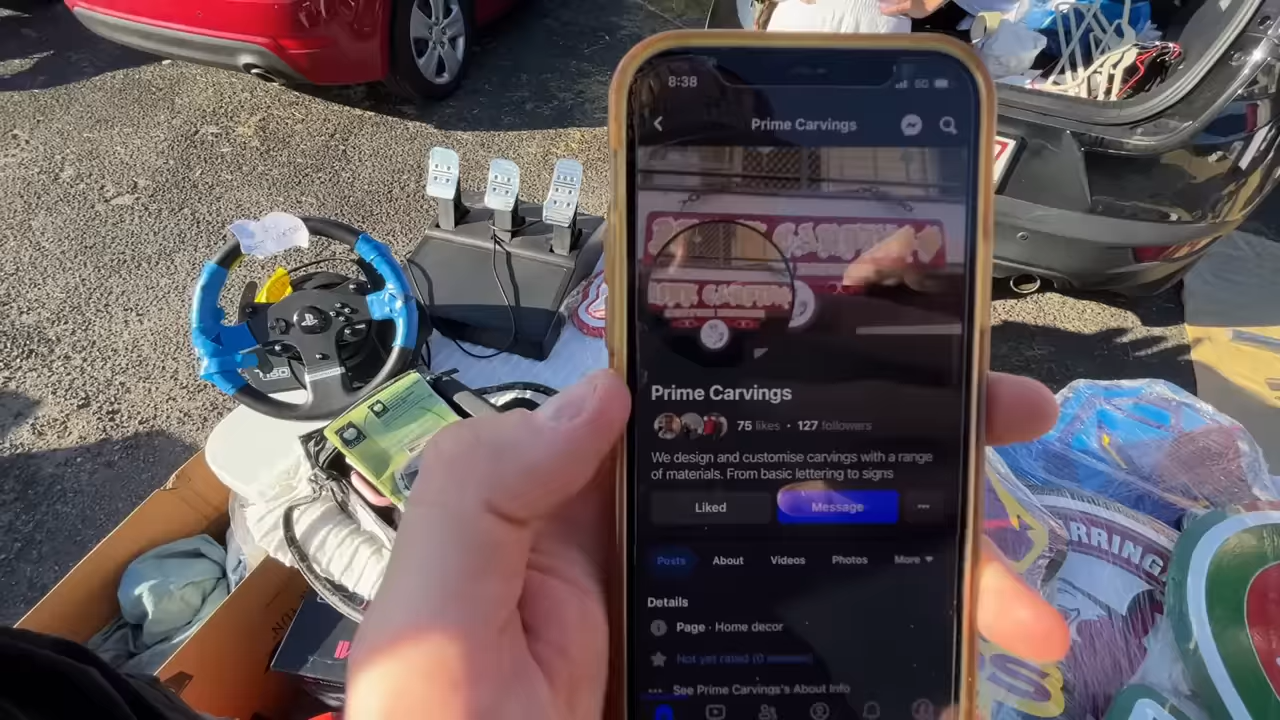 8:38
Prime Carvings
Prime Carvings
75 likes · 127 followers
We design and customise carvings with a range
of materials. From basic lettering to signs
Liked
Message
Posts
About
Videos
Photos
More
Details
Page · Home decor
Not yet rated (0
See Prime Carvings's About Info
RRING